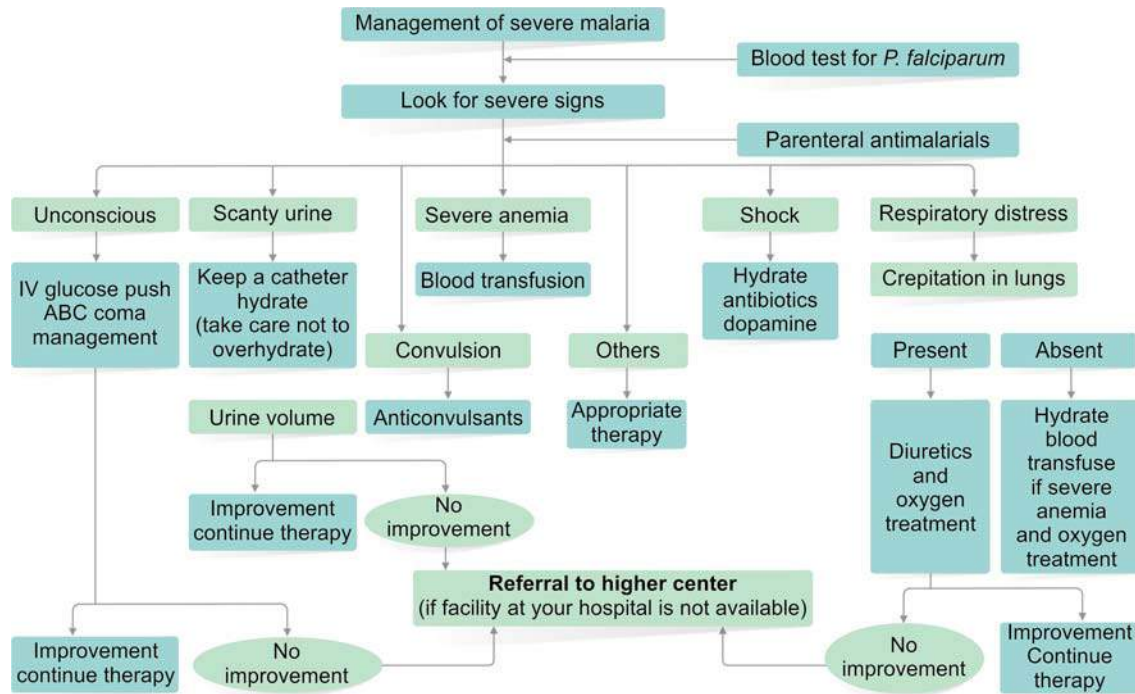 Management of severe malaria
Blood test for P. falciparum
Look for severe signs
Parenteral antimalarials
Unconscious
Scanty urine
Severe anemia
Shock
Respiratory distress
IV glucose push
ABC coma
management
Keep a catheter
hydrate
(take care not to
overhydrate)
Blood transfusion
Hydrate
antibiotics
dopamine
Crepitation in lungs
Convulsion
Others
Present
Absent
Urine volume
Anticonvulsants
Appropriate
therapy
Diuretics
and
oxygen
treatment
Hydrate
blood
transfuse
if severe
anemia
and oxygen
treatment
Improvement
continue therapy
No
improvement
Referral to higher center
(if facility at your hospital is not available)
Improvement
continue therapy
No
improvement
No
improvement
Improvement
Continue
therapy